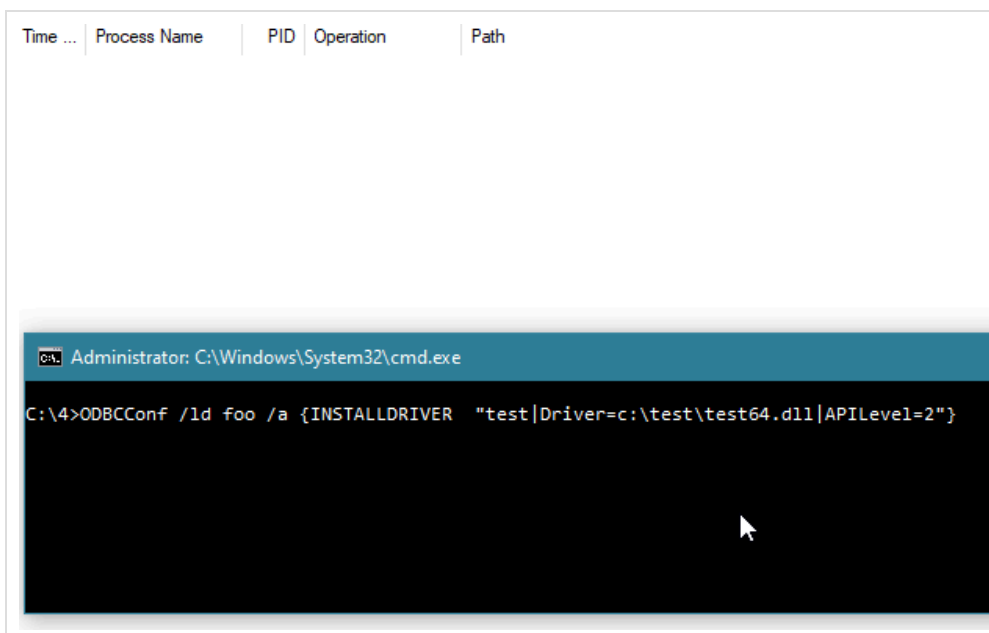 Time ... Process Name PID Operation Path
Administrator: C:\Windows\System32\cmd.exe
C:\4>ODBCConf /ld foo /a {INSTALLDRIVER  "test|Driver=c:\test\test64.dll|APILevel=2"}